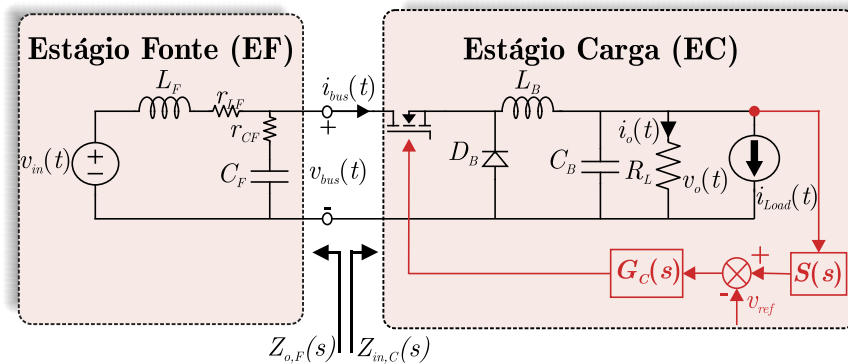 Estágio Fonte (EF)
Estágio Carga (EC)
L_F
r_LF
r_CF
C_F
v_in(t)
+
−
i_bus(t)
+
v_bus(t)
-
L_B
D_B
C_B
i_o(t)
R_L
v_o(t)
i_Load(t)
G_C(s)
+
-
v_ref
S(s)
Z_o,F(s)
Z_in,C(s)